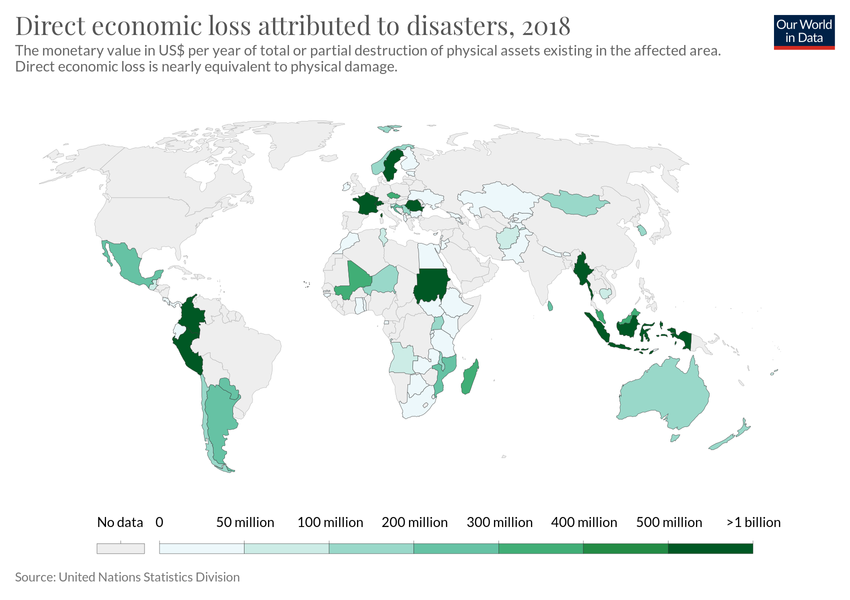 Direct economic loss attributed to disasters, 2018
Our World
in Data
The monetary value in US$ per year of total or partial destruction of physical assets existing in the affected area.
Direct economic loss is nearly equivalent to physical damage.
No data 0 50 million 100 million 200 million 300 million 400 million 500 million >1 billion
Source: United Nations Statistics Division